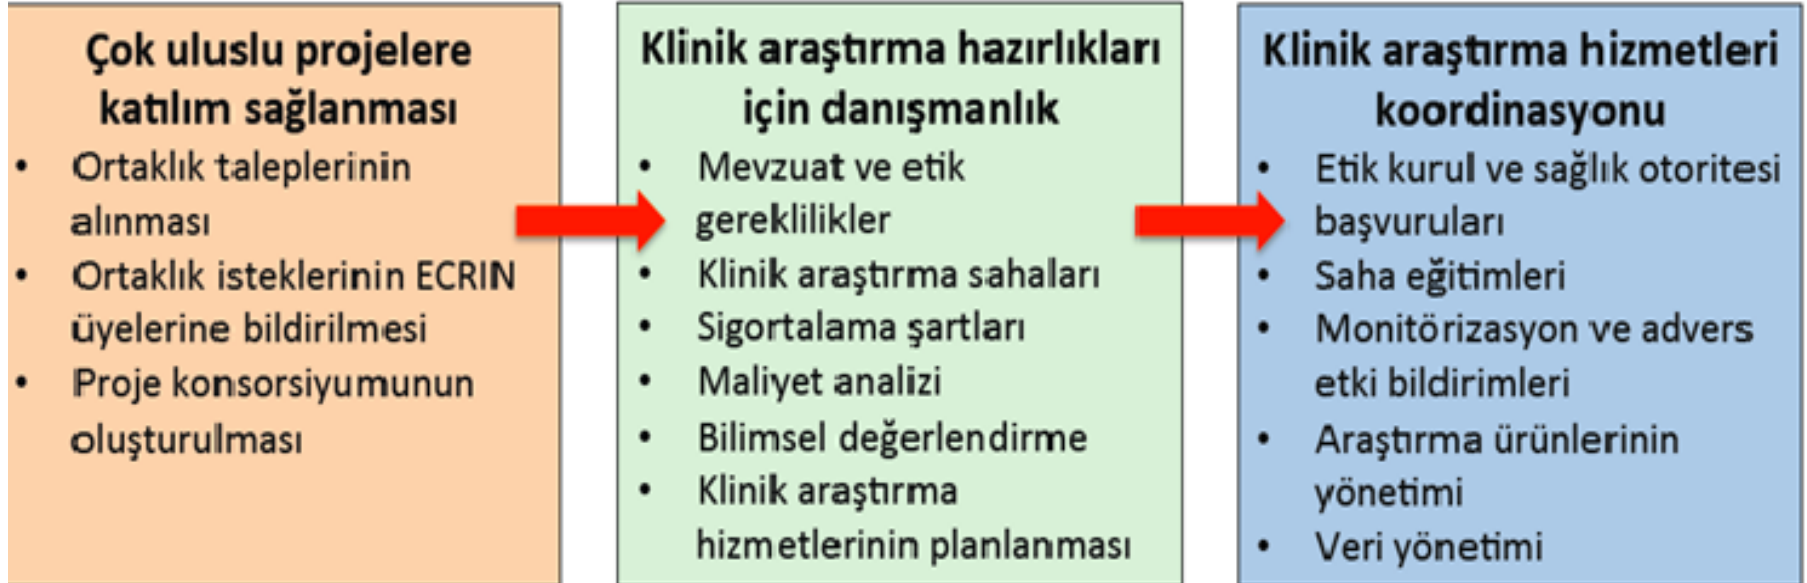 Çok uluslu projelere
katılım sağlanması
• Ortaklık taleplerinin
alınması
• Ortaklık isteklerinin ECRIN
üyelerine bildirilmesi
• Proje konsorsiyumunun
oluşturulması
Klinik araştırma hazırlıkları
için danışmanlık
• Mevzuat ve etik
gereklilikler
• Klinik araştırma sahaları
• Sigortalama şartları
• Maliyet analizi
• Bilimsel değerlendirme
• Klinik araştırma
hizmetlerinin planlanması
Klinik araştırma hizmetleri
koordinasyonu
• Etik kurul ve sağlık otoritesi
başvuruları
• Saha eğitimleri
• Monitörizasyon ve advers
etki bildirimleri
• Araştırma ürünlerinin
yönetimi
• Veri yönetimi